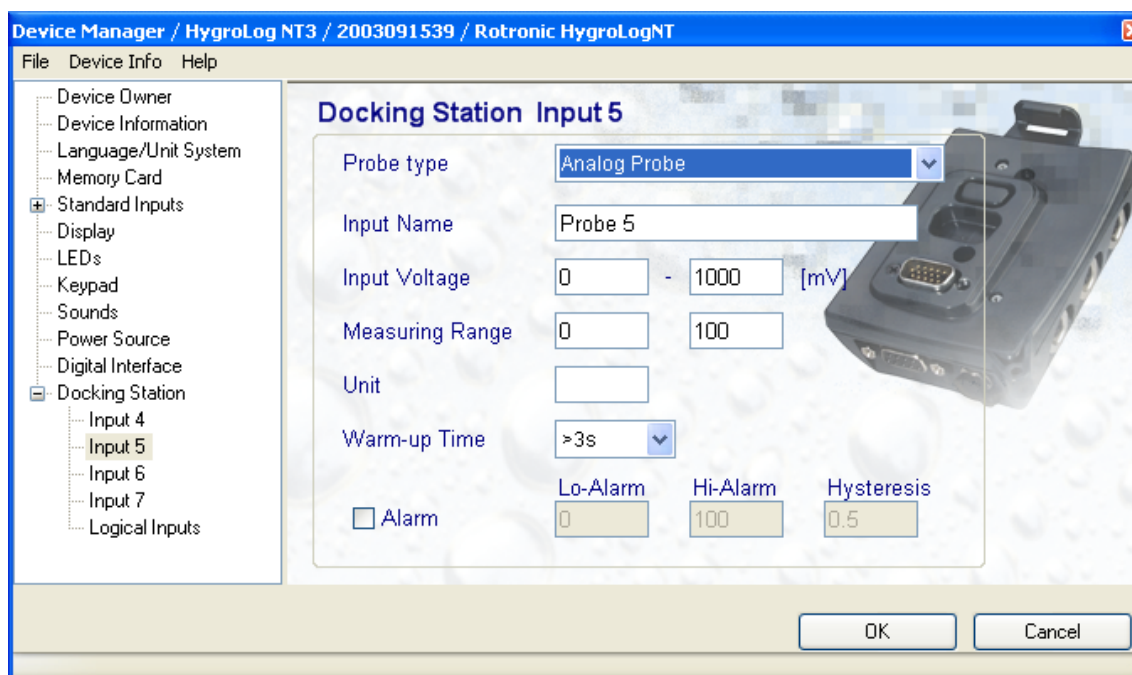 Device Manager / HygroLog NT3 / 2003091539 / Rotronic HygroLogNT
File Device Info Help
Device Owner
Device Information
Language/Unit System
Memory Card
Standard Inputs
Display
LEDs
Keypad
Sounds
Power Source
Digital Interface
Docking Station
Input 4
Input 5
Input 6
Input 7
Logical Inputs
Docking Station Input 5
Probe type Analog Probe
Input Name Probe 5
Input Voltage 0 - 1000 [mV]
Measuring Range 0 100
Unit
Warm-up Time >3s
Lo-Alarm Hi-Alarm Hysteresis
Alarm 0 100 0.5
OK Cancel